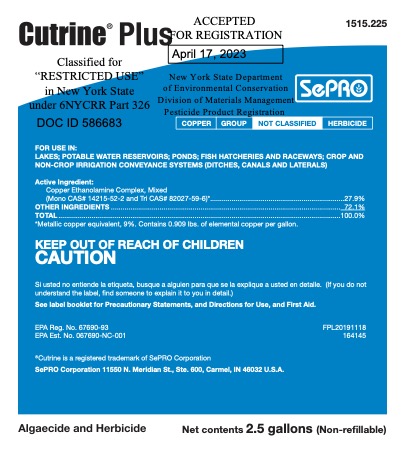 1515.225
Cutrine® Plus
ACCEPTED
FOR REGISTRATION
April 17, 2023
Classified for
“RESTRICTED USE”
in New York State
under 6NYCRR Part 326
DOC ID 586683
New York State Department
of Environmental Conservation
Division of Materials Management
Pesticide Product Registration
SePRO
COPPER GROUP NOT CLASSIFIED HERBICIDE
FOR USE IN:
LAKES; POTABLE WATER RESERVOIRS; PONDS; FISH HATCHERIES AND RACEWAYS; CROP AND
NON-CROP IRRIGATION CONVEYANCE SYSTEMS (DITCHES, CANALS AND LATERALS)
Active Ingredient:
Copper Ethanolamine Complex, Mixed
(Mono CAS# 14215-52-2 and Tri CAS# 82027-59-6)*....27.9%
OTHER INGREDIENTS....72.1%
TOTAL....100.0%
*Metallic copper equivalent, 9%. Contains 0.909 lbs. of elemental copper per gallon.
KEEP OUT OF REACH OF CHILDREN
CAUTION
Si usted no entiende la etiqueta, busque a alguien para que se la explique a usted en detalle. (If you do not
understand the label, find someone to explain it to you in detail.)
See label booklet for Precautionary Statements, and Directions for Use, and First Aid.
EPA Reg. No. 67690-93 FPL20191118
EPA Est. No. 067690-NC-001 164145
*Cutrine is a registered trademark of SePRO Corporation
SePRO Corporation 11550 N. Meridian St., Ste. 600, Carmel, IN 46032 U.S.A.
Algaecide and Herbicide Net contents 2.5 gallons (Non-refillable)